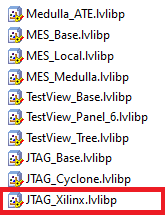 Medulla_ATE.lvlibp
MES_Base.lvlibp
MES_Local.lvlibp
MES_Medulla.lvlibp
TestView_Base.lvlibp
TestView_Panel_6.lvlibp
TestView_Tree.lvlibp
JTAG_Base.lvlibp
JTAG_Cyclone.lvlibp
JTAG_Xilinx.lvlibp